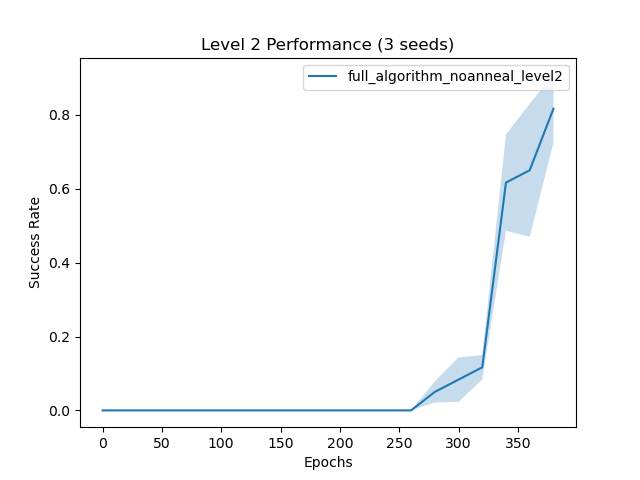 Level 2 Performance (3 seeds)
full_algorithm_noanneal_level2
0.8
0.6
0.4
0.2
0.0
Success Rate
0 50 100 150 200 250 300 350
Epochs